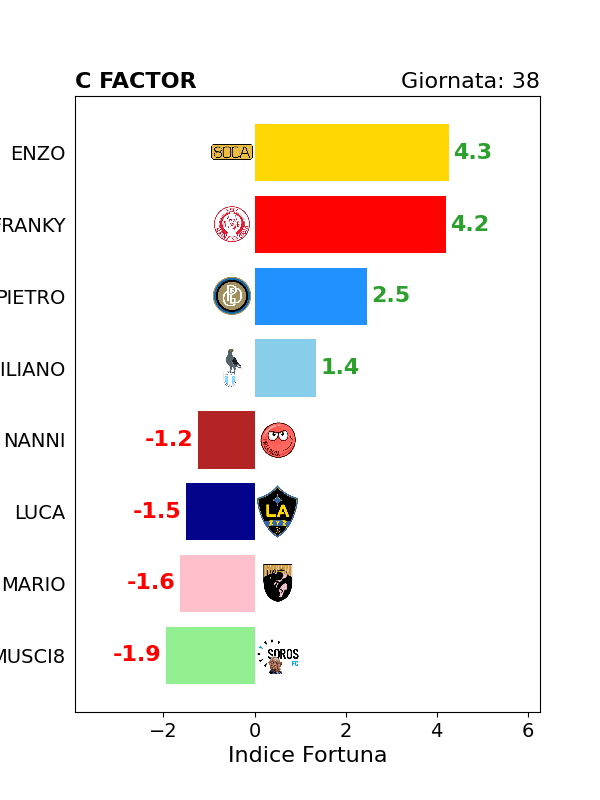 C FACTOR Giornata: 38
ENZO SOCA 4.3
FRANKY 4.2
PIETRO 2.5
ILIANO 1.4
-1.2 NANNI
-1.5 LUCA LA XYZ
-1.6 MARIO
-1.9 MUSCI8 SOROS FC
−2 0 2 4 6
Indice Fortuna